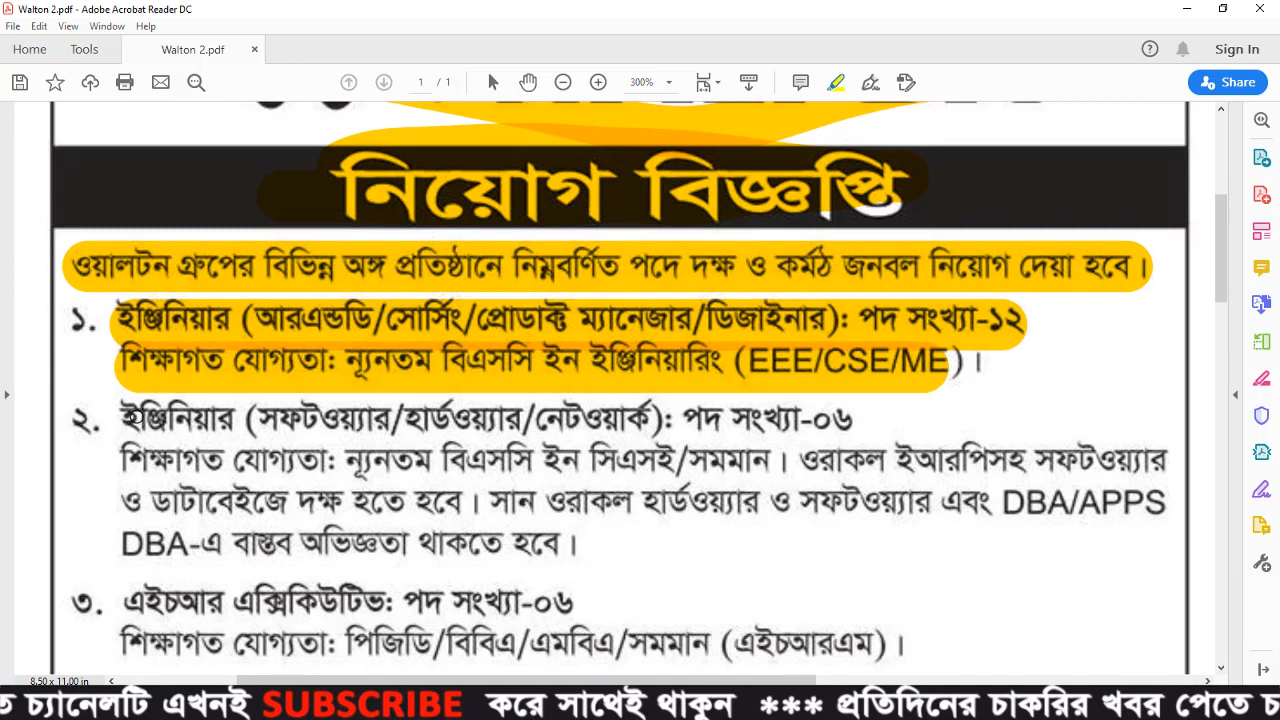 Walton 2.pdf - Adobe Acrobat Reader DC
File Edit View Window Help
Home Tools Walton 2.pdf × Sign In
1 / 1 300% Share
নিয়োগ বিজ্ঞপ্তি
ওয়ালটন গ্রুপের বিভিন্ন অঙ্গ প্রতিষ্ঠানে নিম্নবর্ণিত পদে দক্ষ ও কর্মঠ জনবল নিয়োগ দেয়া হবে।
১. ইঞ্জিনিয়ার (আরএন্ডডি/সোর্সিং/প্রোডাক্ট ম্যানেজার/ডিজাইনার): পদ সংখ্যা-১২
শিক্ষাগত যোগ্যতা: ন্যূনতম বিএসসি ইন ইঞ্জিনিয়ারিং (EEE/CSE/ME)।
২. ইঞ্জিনিয়ার (সফটওয়্যার/হার্ডওয়্যার/নেটওয়ার্ক): পদ সংখ্যা-০৬
শিক্ষাগত যোগ্যতা: ন্যূনতম বিএসসি ইন সিএসই/সমমান। ওরাকল ইআরপিসহ সফটওয়্যার
ও ডাটাবেইজে দক্ষ হতে হবে। সান ওরাকল হার্ডওয়্যার ও সফটওয়্যার এবং DBA/APPS
DBA-এ বাস্তব অভিজ্ঞতা থাকতে হবে।
৩. এইচআর এক্সিকিউটিভ: পদ সংখ্যা-০৬
শিক্ষাগত যোগ্যতা: পিজিডি/বিবিএ/এমবিএ/সমমান (এইচআরএম)।
8.50 x 11.00 in
চ্যানেলটি এখনই SUBSCRIBE করে সাথেই থাকুন *** প্রতিদিনের চাকরির খবর পেতে